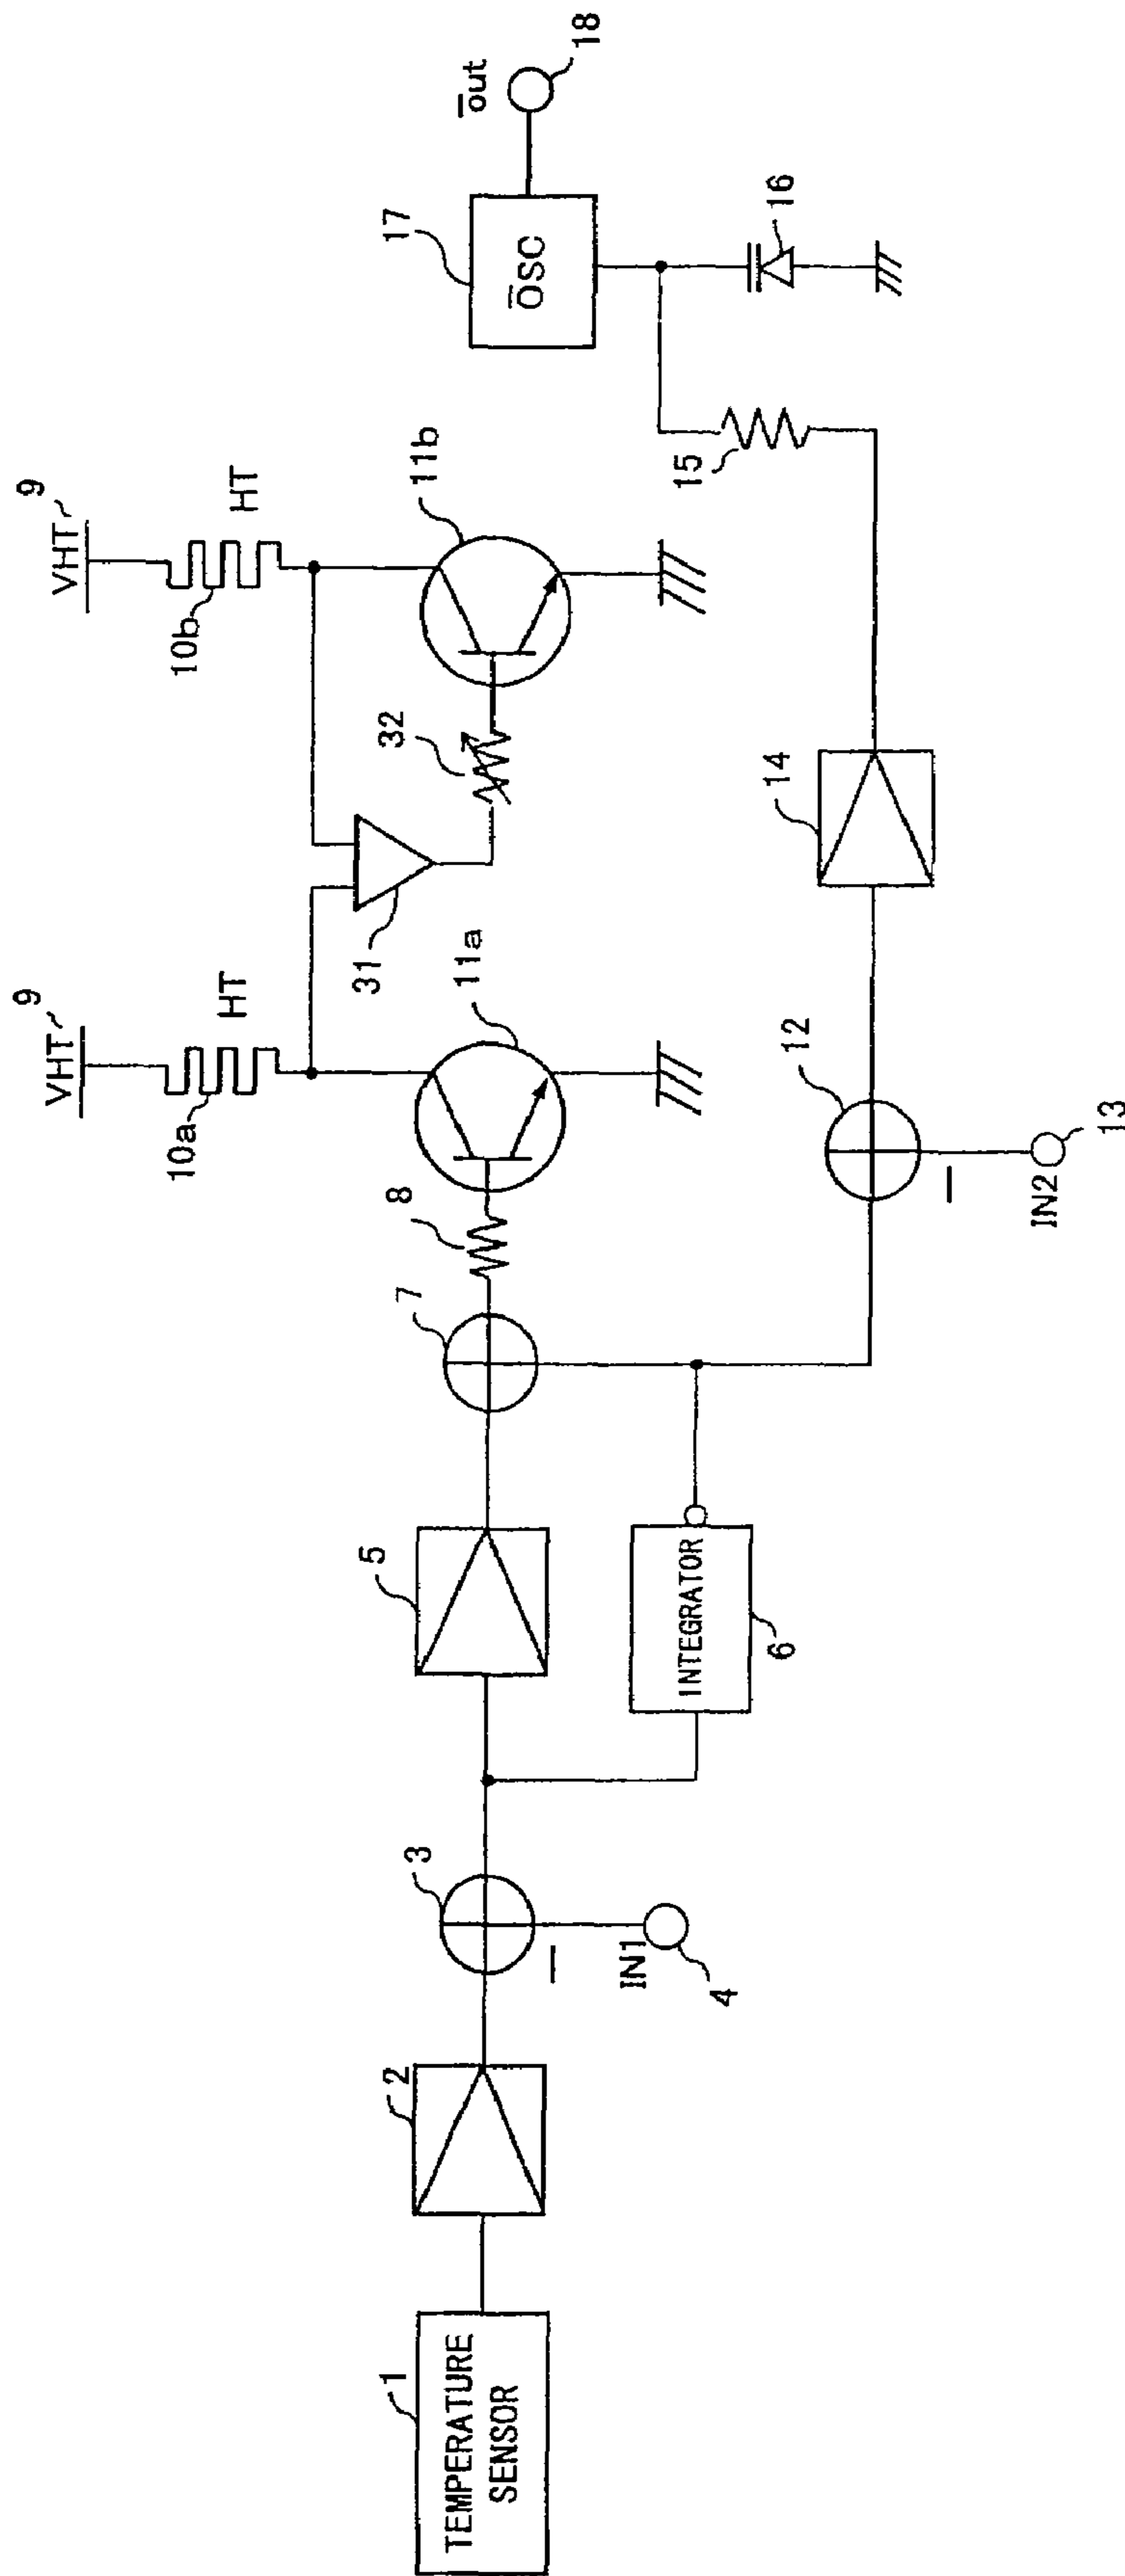 VHT
9
VHT
9
10a
HT
10b
HT
out
18
17
OSC
16
15
11b
32
31
11a
8
7
5
3
2
1
TEMPERATURE
SENSOR
IN1
4
INTEGRATOR
6
12
IN2
13
14